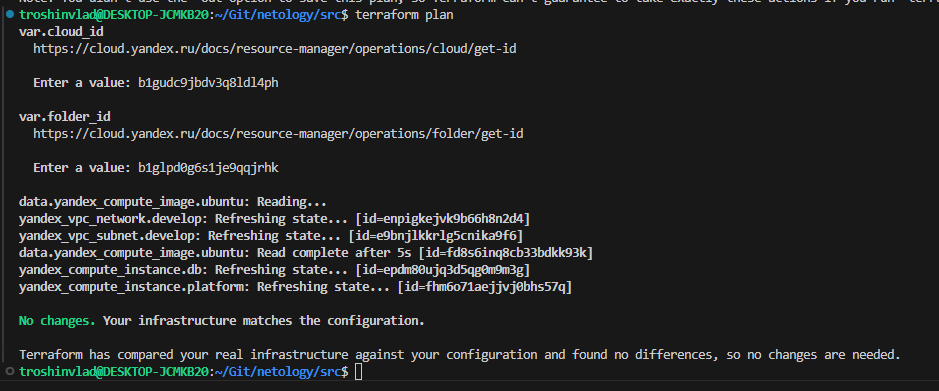 Note: You didn't use the -out option to save this plan, so Terraform can't guarantee to take exactly these actions if you run "terr
troshinvlad@DESKTOP-JCMKB20:~/Git/netology/src$ terraform plan
var.cloud_id
https://cloud.yandex.ru/docs/resource-manager/operations/cloud/get-id
Enter a value: b1gudc9jbdv3q8ldl4ph
var.folder_id
https://cloud.yandex.ru/docs/resource-manager/operations/folder/get-id
Enter a value: b1glpd0g6s1je9qqjrhk
data.yandex_compute_image.ubuntu: Reading...
yandex_vpc_network.develop: Refreshing state... [id=enpigkejvk9b66h8n2d4]
yandex_vpc_subnet.develop: Refreshing state... [id=e9bnjlkkrlg5cnika9f6]
data.yandex_compute_image.ubuntu: Read complete after 5s [id=fd8s6inq8cb33bdkk93k]
yandex_compute_instance.db: Refreshing state... [id=epdm80ujq3d5qg0m9m3g]
yandex_compute_instance.platform: Refreshing state... [id=fhm6o71aejjvj0bhs57q]
No changes. Your infrastructure matches the configuration.
Terraform has compared your real infrastructure against your configuration and found no differences, so no changes are needed.
troshinvlad@DESKTOP-JCMKB20:~/Git/netology/src$